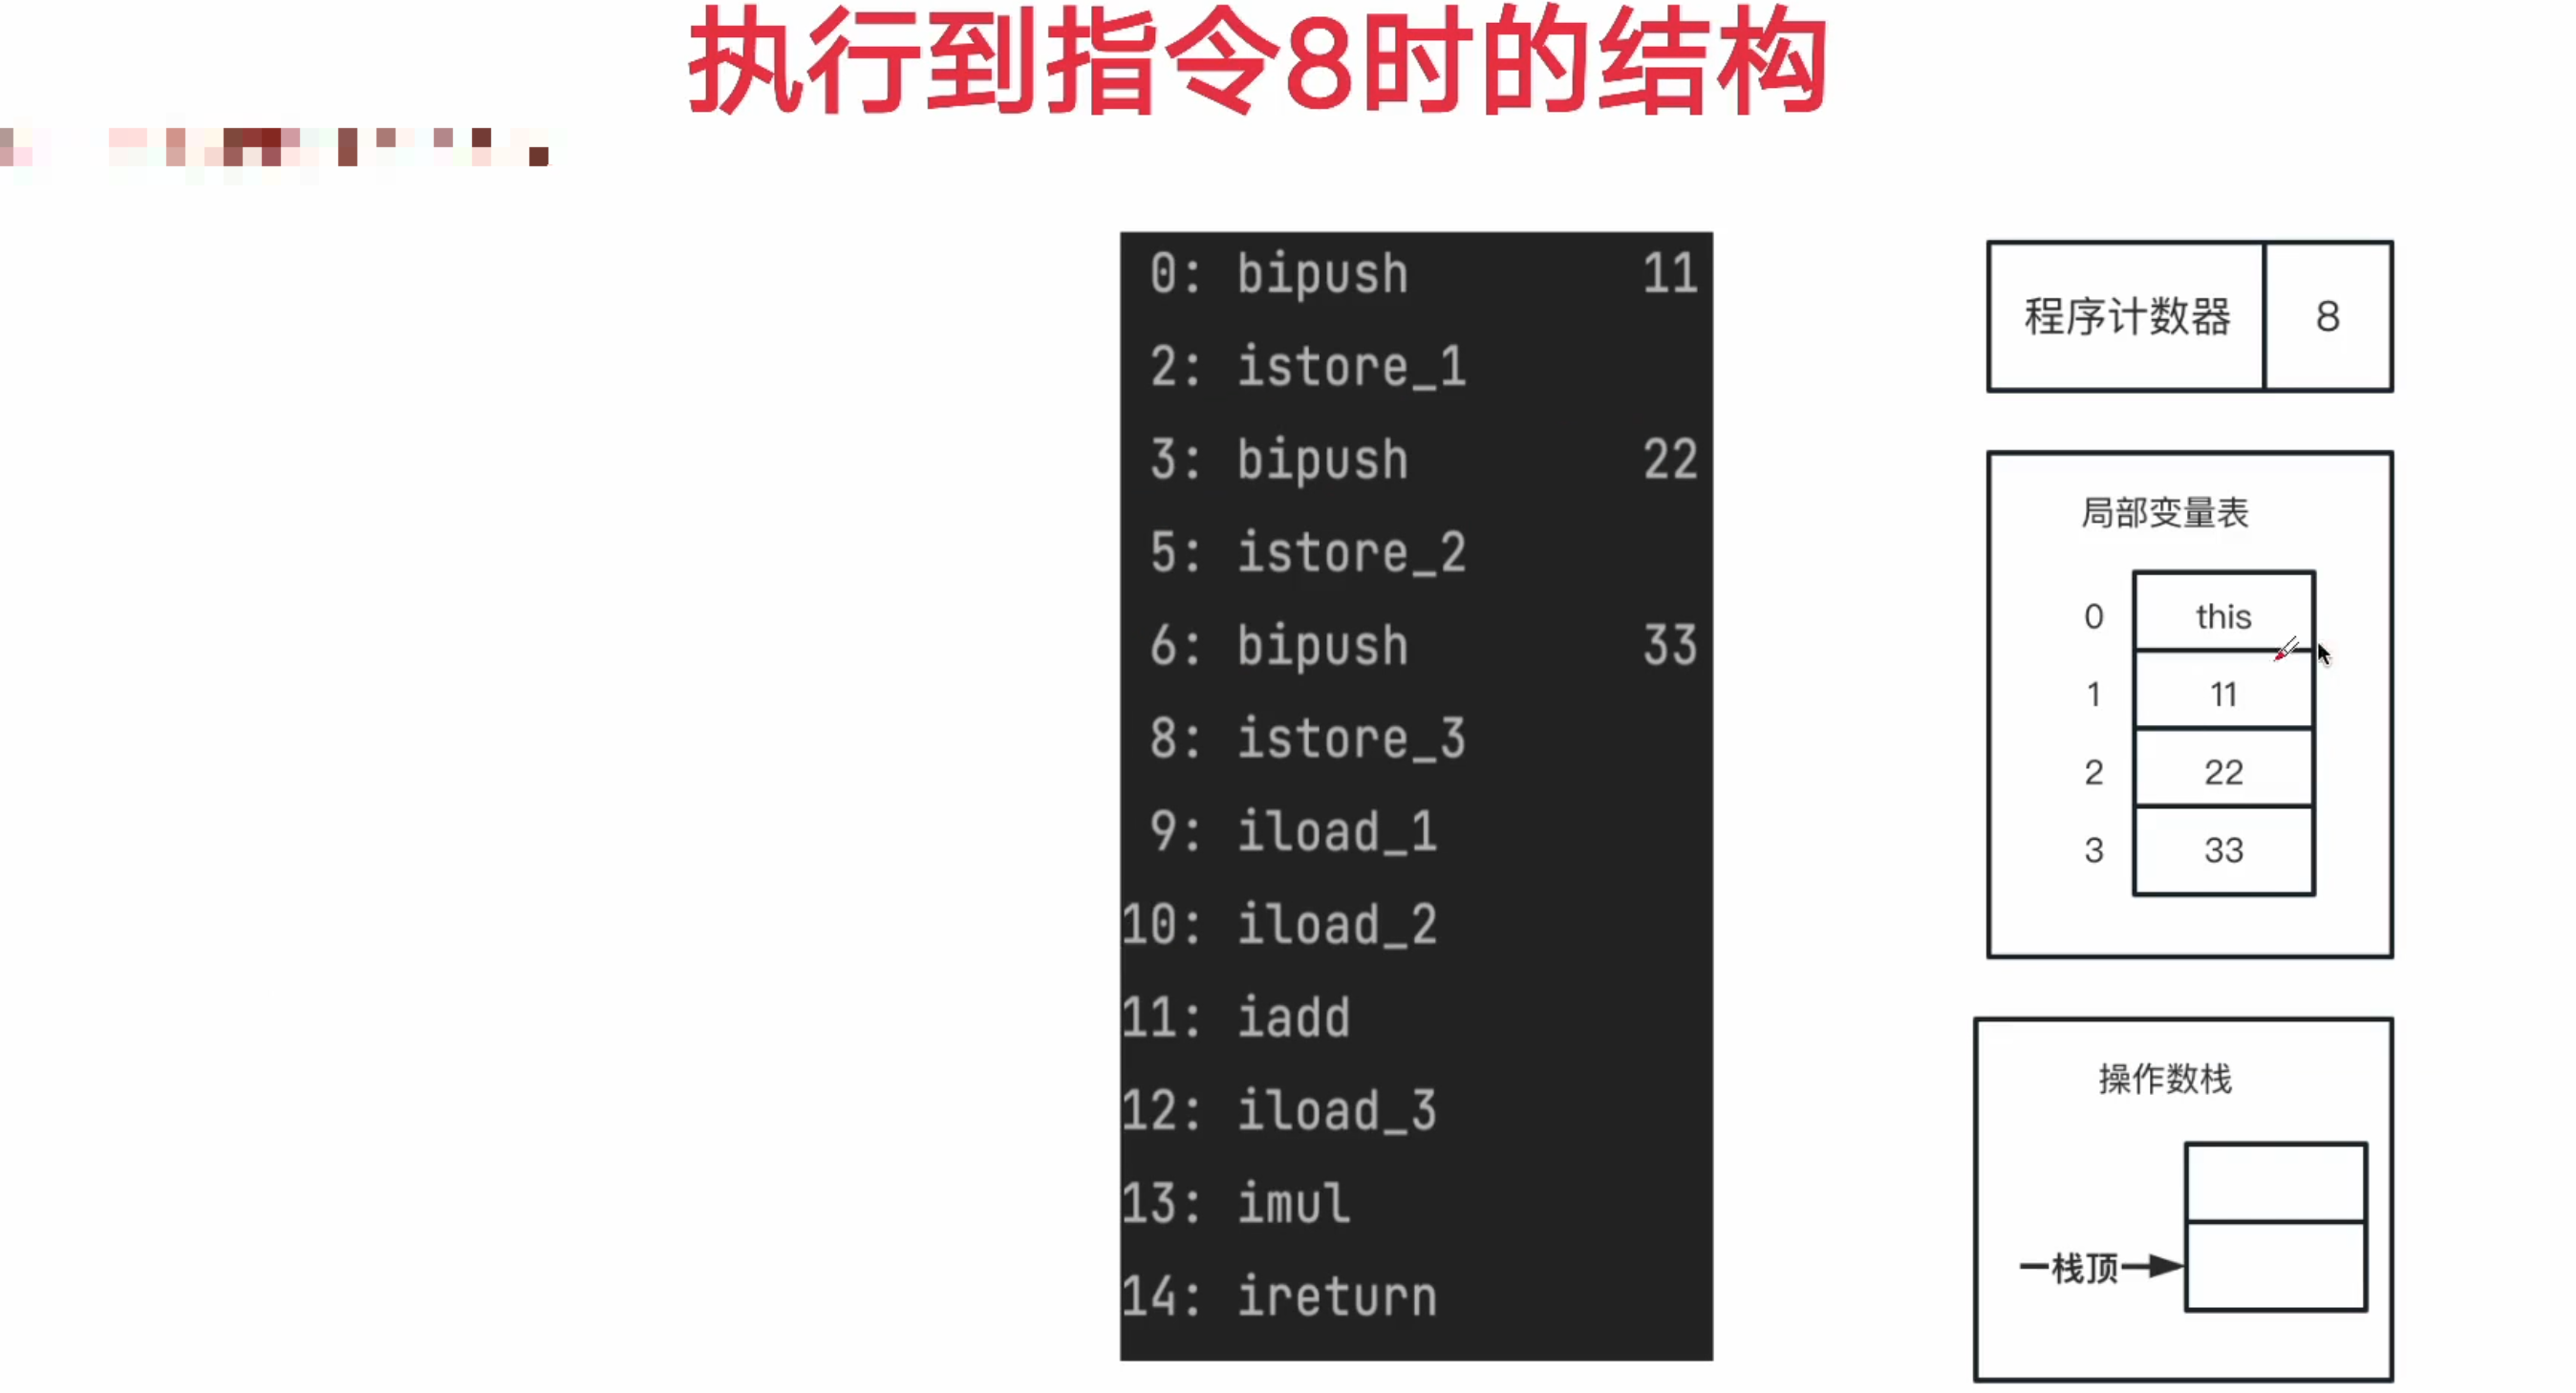 执行到指令8时的结构
0: bipush 11
2: istore_1
3: bipush 22
5: istore_2
6: bipush 33
8: istore_3
9: iload_1
10: iload_2
11: iadd
12: iload_3
13: imul
14: ireturn
程序计数器 8
局部变量表
0 this
1 11
2 22
3 33
操作数栈
栈顶